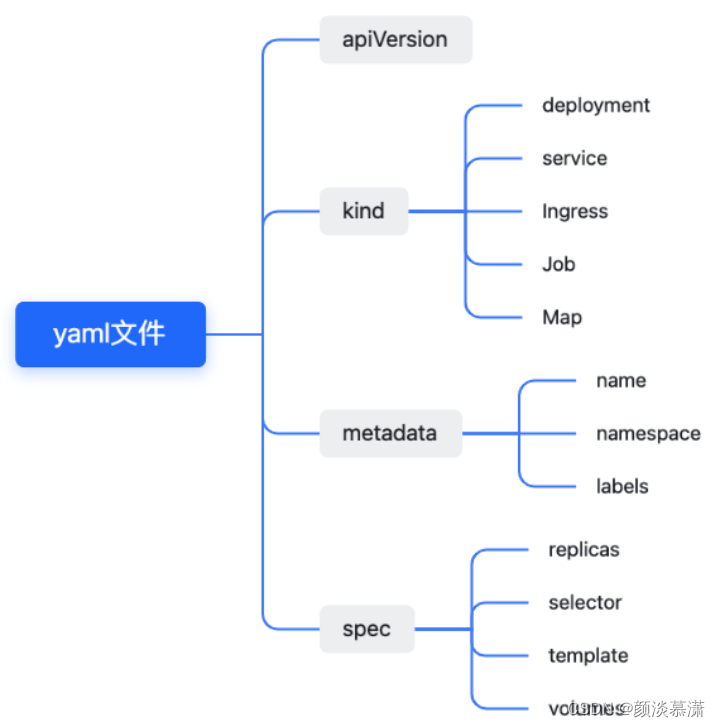 apiVersion
deployment
service
kind
Ingress
Job
Map
yaml文件
name
metadata
namespace
labels
replicas
selector
spec
template
volumes
CSDN @颜淡慕潇